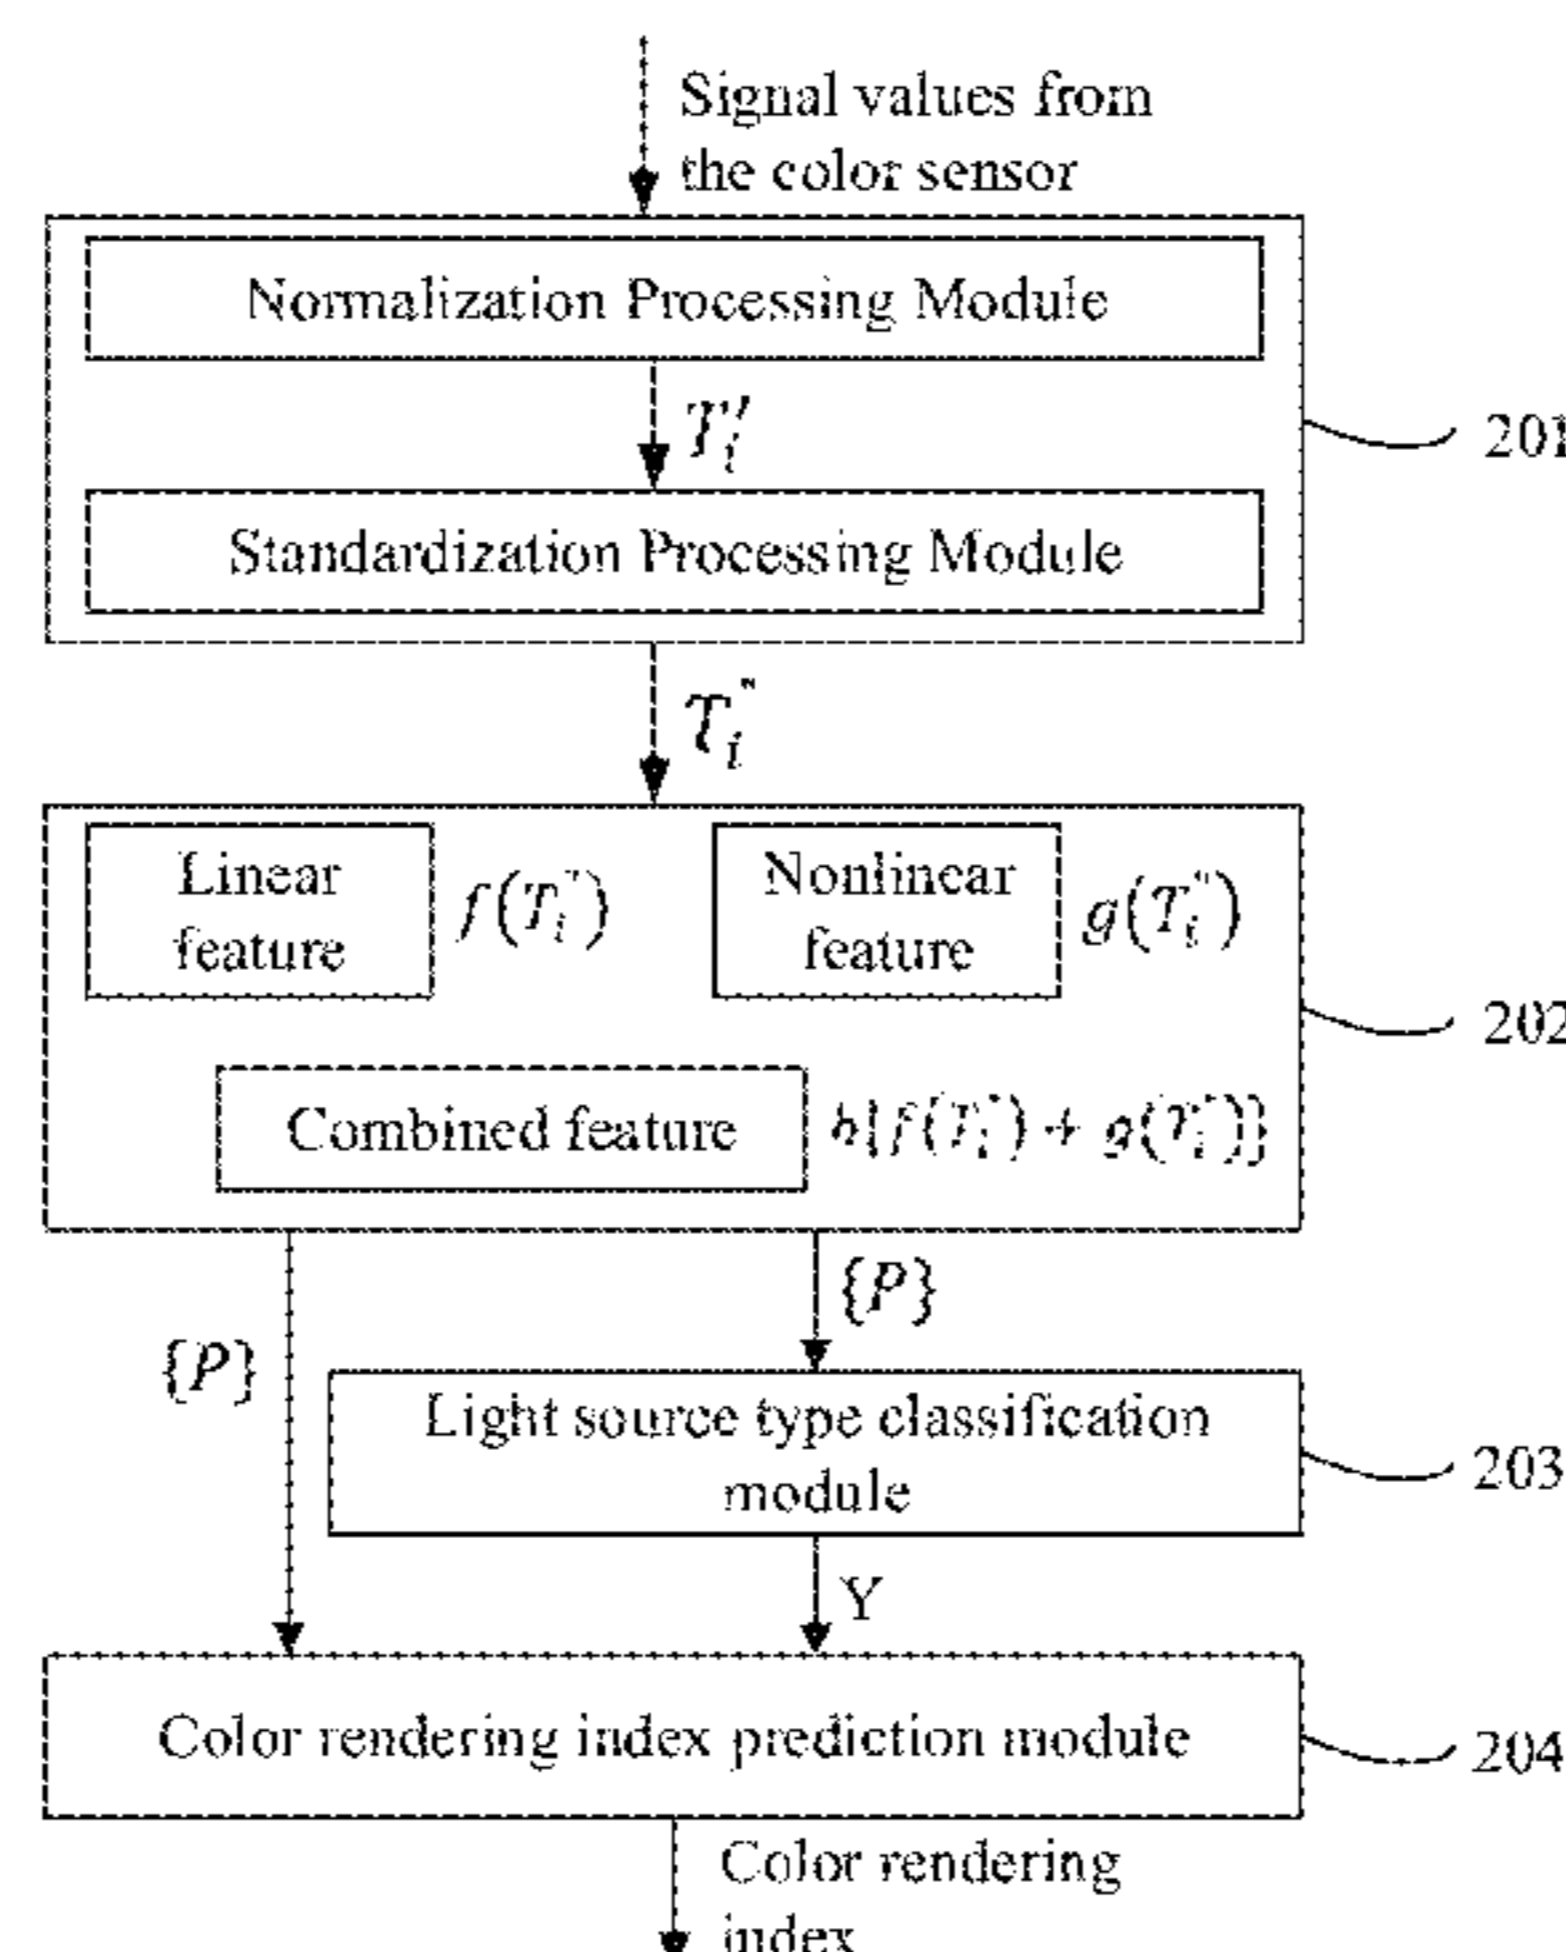 Signal values from
the color sensor
Normalization Processing Module
T′ᵢ
201
Standardization Processing Module
T″ᵢ
Linear
feature
f(T″ᵢ)
Nonlinear
feature
g(T″ᵢ)
202
Combined feature
h{f(T″ᵢ) + g(T″ᵢ)}
{P}
{P}
Light source type classification
module
203
Y
Color rendering index prediction module
204
Color rendering
index